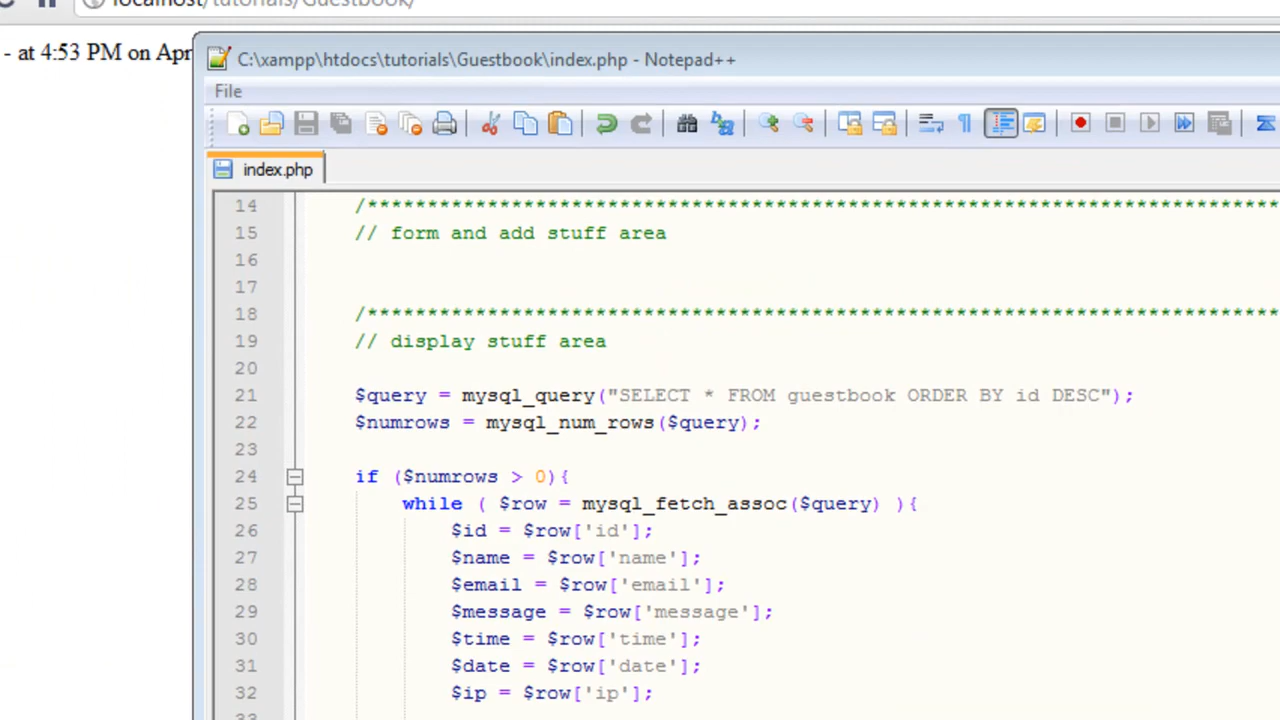 localhost/tutorials/Guestbook/
- at 4:53 PM on Apr
C:\xampp\htdocs\tutorials\Guestbook\index.php - Notepad++
File
index.php
14 /*****************************************************************************
15 // form and add stuff area
16
17
18 /*****************************************************************************
19 // display stuff area
20
21 $query = mysql_query("SELECT * FROM guestbook ORDER BY id DESC");
22 $numrows = mysql_num_rows($query);
23
24 if ($numrows > 0){
25 while ( $row = mysql_fetch_assoc($query) ){
26 $id = $row['id'];
27 $name = $row['name'];
28 $email = $row['email'];
29 $message = $row['message'];
30 $time = $row['time'];
31 $date = $row['date'];
32 $ip = $row['ip'];
33